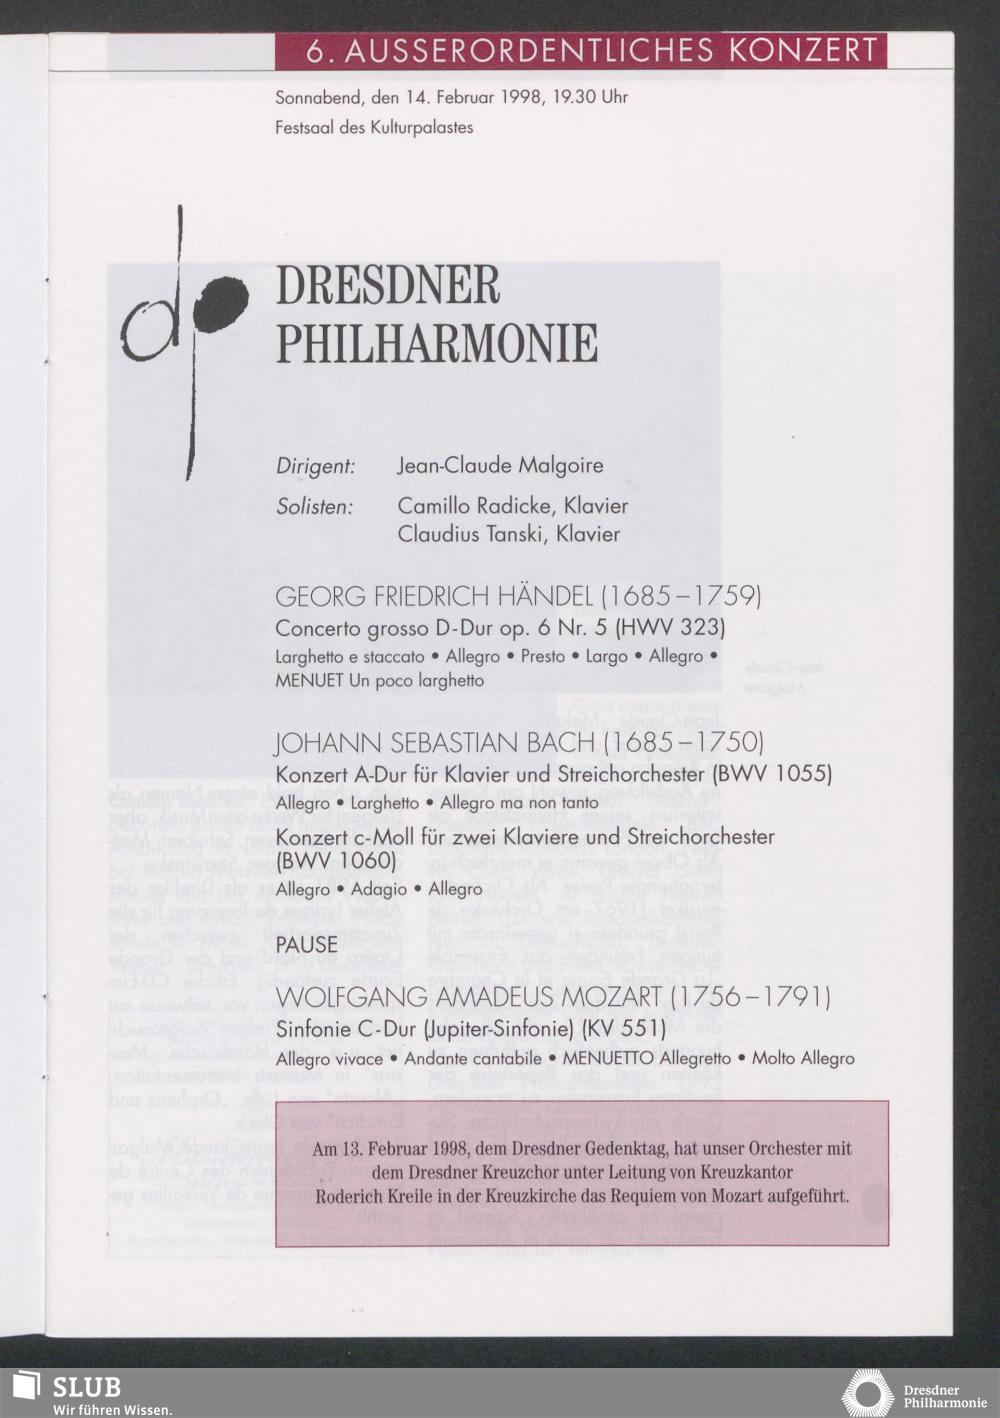 6. AUSSERORDENTLICHES KONZERT
Sonnabend, den 14. Februar 1998, 19.30 Uhr
Festsaal des Kulturpalastes
dp
DRESDNER
PHILHARMONIE
Dirigent: Jean-Claude Malgoire
Solisten: Camillo Radicke, Klavier
Claudius Tanski, Klavier
GEORG FRIEDRICH HÄNDEL (1685–1759)
Concerto grosso D-Dur op. 6 Nr. 5 (HWV 323)
Larghetto e staccato • Allegro • Presto • Largo • Allegro •
MENUET Un poco larghetto
JOHANN SEBASTIAN BACH (1685–1750)
Konzert A-Dur für Klavier und Streichorchester (BWV 1055)
Allegro • Larghetto • Allegro ma non tanto
Konzert c-Moll für zwei Klaviere und Streichorchester
(BWV 1060)
Allegro • Adagio • Allegro
PAUSE
WOLFGANG AMADEUS MOZART (1756–1791)
Sinfonie C-Dur (Jupiter-Sinfonie) (KV 551)
Allegro vivace • Andante cantabile • MENUETTO Allegretto • Molto Allegro
Am 13. Februar 1998, dem Dresdner Gedenktag, hat unser Orchester mit
dem Dresdner Kreuzchor unter Leitung von Kreuzkantor
Roderich Kreile in der Kreuzkirche das Requiem von Mozart aufgeführt.
SLUB
Wir führen Wissen.
Dresdner
Philharmonie